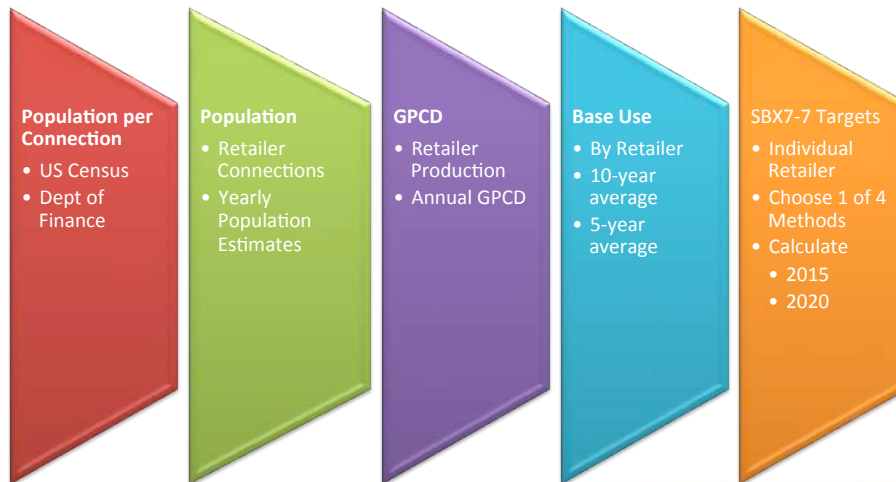 Population per
Connection
• US Census
• Dept of
Finance
Population
• Retailer
Connections
• Yearly
Population
Estimates
GPCD
• Retailer
Production
• Annual GPCD
Base Use
• By Retailer
• 10-year
average
• 5-year
average
SBX7-7 Targets
• Individual
Retailer
• Choose 1 of 4
Methods
• Calculate
• 2015
• 2020